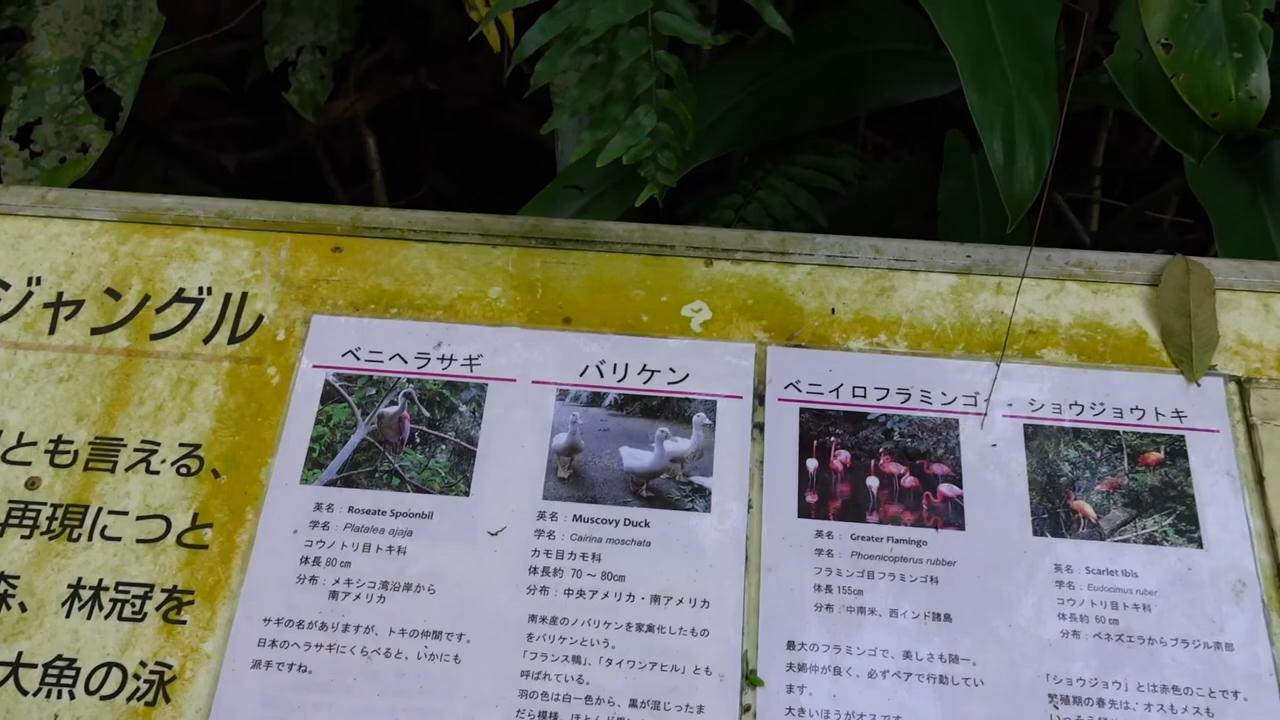 ジャングル
とも言える、
再現につと
林冠を
大魚の泳
ベニヘラサギ
英名：Roseate Spoonbil
学名：Platalea ajaja
コウノトリ目トキ科
体長 80㎝
分布：メキシコ湾沿岸から
南アメリカ
サギの名がありますが、トキの仲間です。
日本のヘラサギにくらべると、いかにも
派手ですね。
バリケン
英名：Muscovy Duck
学名：Cairina moschata
カモ目カモ科
体長約 70 ～ 80㎝
分布：中央アメリカ・南アメリカ
南米産のノバリケンを家禽化したもの
をバリケンという。
「フランス鴨」、「タイワンアヒル」とも
呼ばれている。
羽の色は白一色から、黒が混じったま
だら模様、
ベニイロフラミンゴ
英名： Greater Flamingo
学名： Phoenicopterus rubber
フラミンゴ目フラミンゴ科
体長 155㎝
分布：中南米、西インド諸島
最大のフラミンゴで、美しさも随一。
夫婦仲が良く、必ずペアで行動してい
ます。
大きいほうがオスです。
ショウジョウトキ
英名：Scarlet Ibis
学名：Eudocimus ruber
コウノトリ目トキ科
体長約 60㎝
分布：ベネズエラからブラジル南部
「ショウジョウ」とは赤色のことです。
繁殖期の春先は、オスもメスも